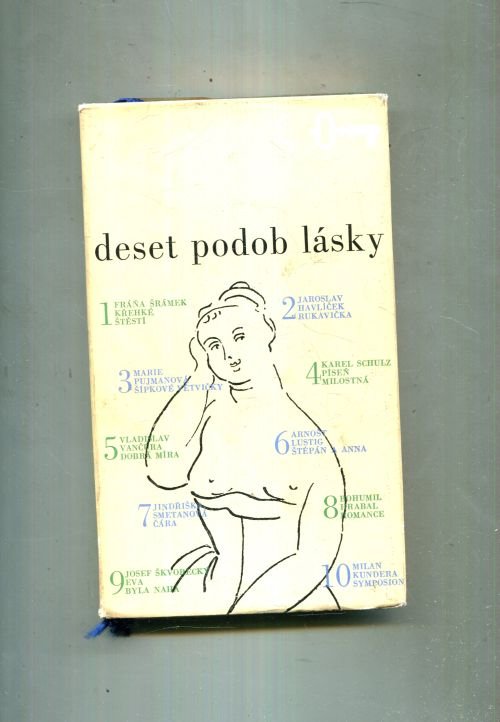 deset podob lásky
1 FRÁŇA ŠRÁMEK
KŘEHKÉ
ŠTĚSTÍ
2 JAROSLAV
HAVLÍČEK
RUKAVIČKA
3 MARIE
PUJMANOVÁ
ŠÍPKOVÉ VĚTVIČKY
4 KAREL SCHULZ
PÍSEŇ
MILOSTNÁ
5 VLADISLAV
VANČURA
DOBRÁ MÍRA
6 ARNOŠT
LUSTIG
ŠTĚPÁN A ANNA
7 JINDŘIŠKA
SMETANOVÁ
ČÁRA
8 BOHUMIL
HRABAL
ROMANCE
9 JOSEF ŠKVORECKÝ
EVA
BYLA NAHÁ
10 MILAN
KUNDERA
SYMPOSION